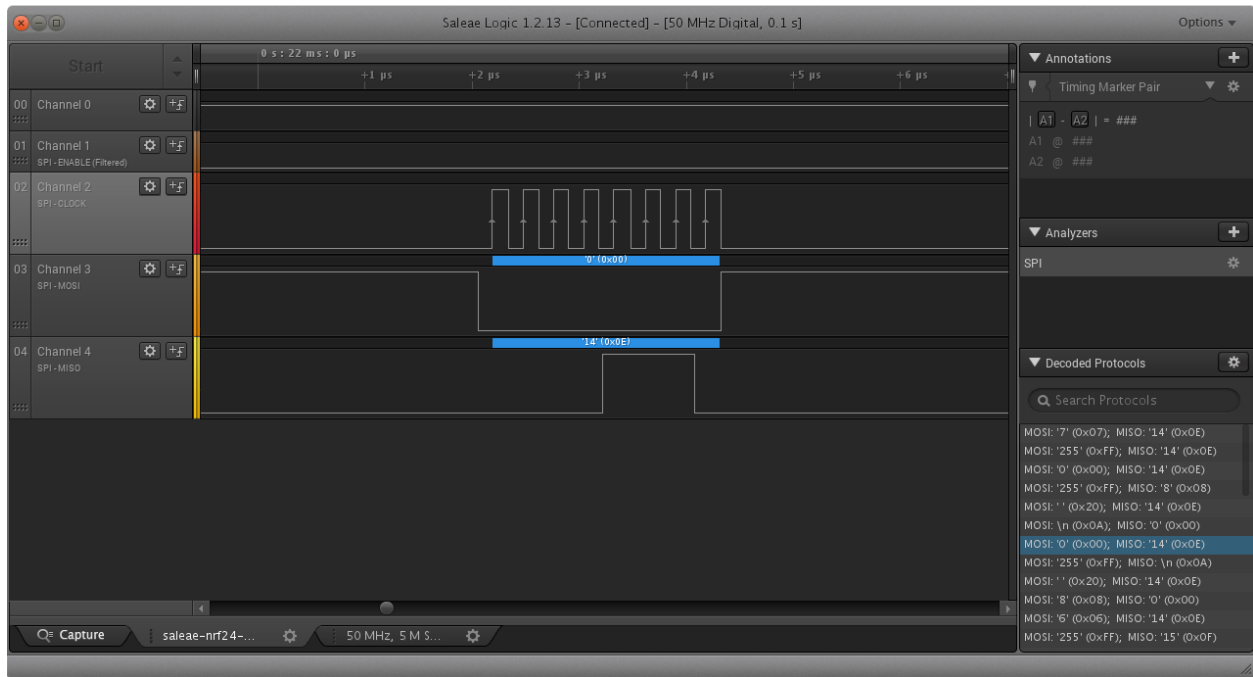 Saleae Logic 1.2.13 – [Connected] – [50 MHz Digital, 0.1 s]
Options
Start
0 s : 22 ms : 0 µs
+1 µs
+2 µs
+3 µs
+4 µs
+5 µs
+6 µs
00 Channel 0
01 Channel 1
SPI - ENABLE (Filtered)
02 Channel 2
SPI - CLOCK
'0' (0x00)
03 Channel 3
SPI - MOSI
'14' (0x0E)
04 Channel 4
SPI - MISO
Annotations
Timing Marker Pair
| A1 - A2 | = ###
A1 @ ###
A2 @ ###
Analyzers
SPI
Decoded Protocols
Search Protocols
MOSI: '7' (0x07); MISO: '14' (0x0E)
MOSI: '255' (0xFF); MISO: '14' (0x0E)
MOSI: '0' (0x00); MISO: '14' (0x0E)
MOSI: '255' (0xFF); MISO: '8' (0x08)
MOSI: ' ' (0x20); MISO: '14' (0x0E)
MOSI: \n (0x0A); MISO: '0' (0x00)
MOSI: '0' (0x00); MISO: '14' (0x0E)
MOSI: '255' (0xFF); MISO: \n (0x0A)
MOSI: ' ' (0x20); MISO: '14' (0x0E)
MOSI: '8' (0x08); MISO: '0' (0x00)
MOSI: '6' (0x06); MISO: '14' (0x0E)
MOSI: '255' (0xFF); MISO: '15' (0x0F)
Capture
saleae-nrf24-...
50 MHz, 5 M S...